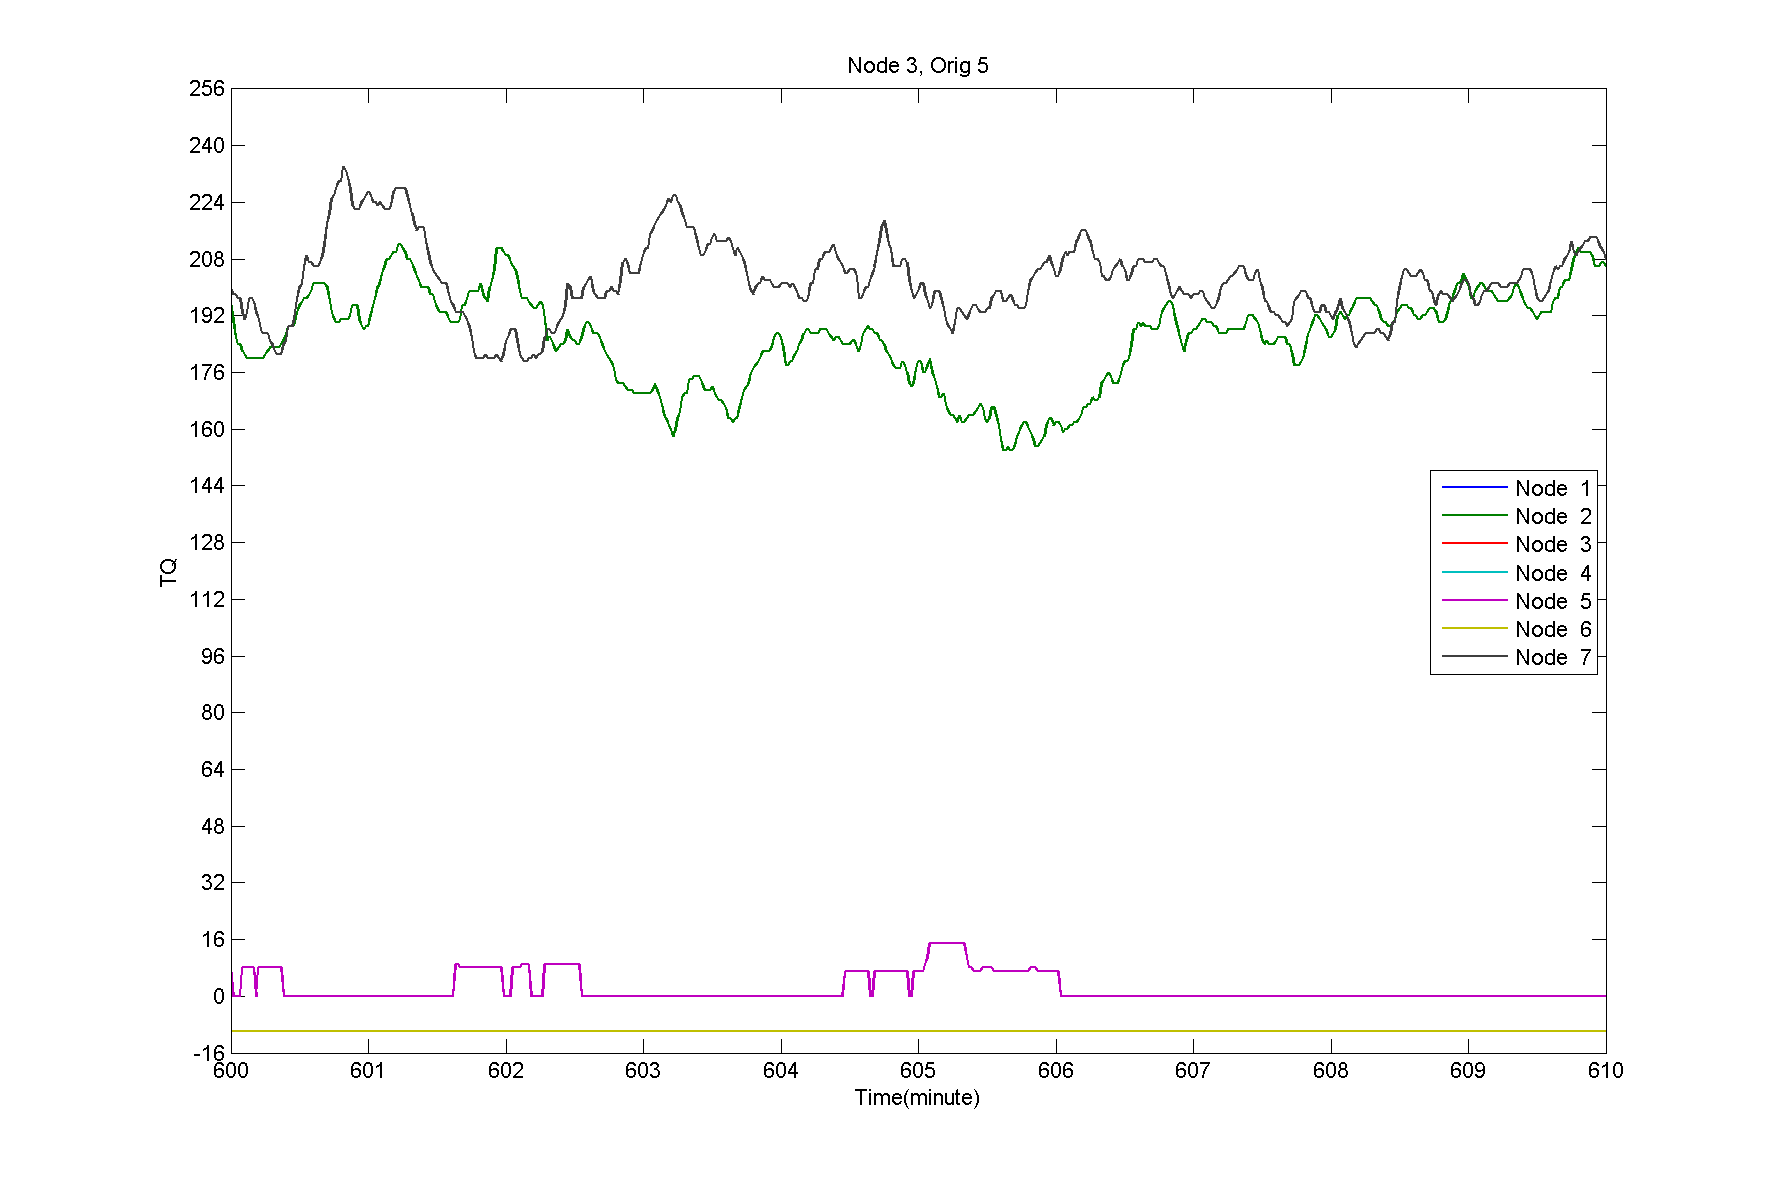 Node 3, Orig 5
256
240
224
208
192
176
160
144
128
112
96
80
64
48
32
16
0
-16
TQ
Node 1
Node 2
Node 3
Node 4
Node 5
Node 6
Node 7
600 601 602 603 604 605 606 607 608 609 610
Time(minute)